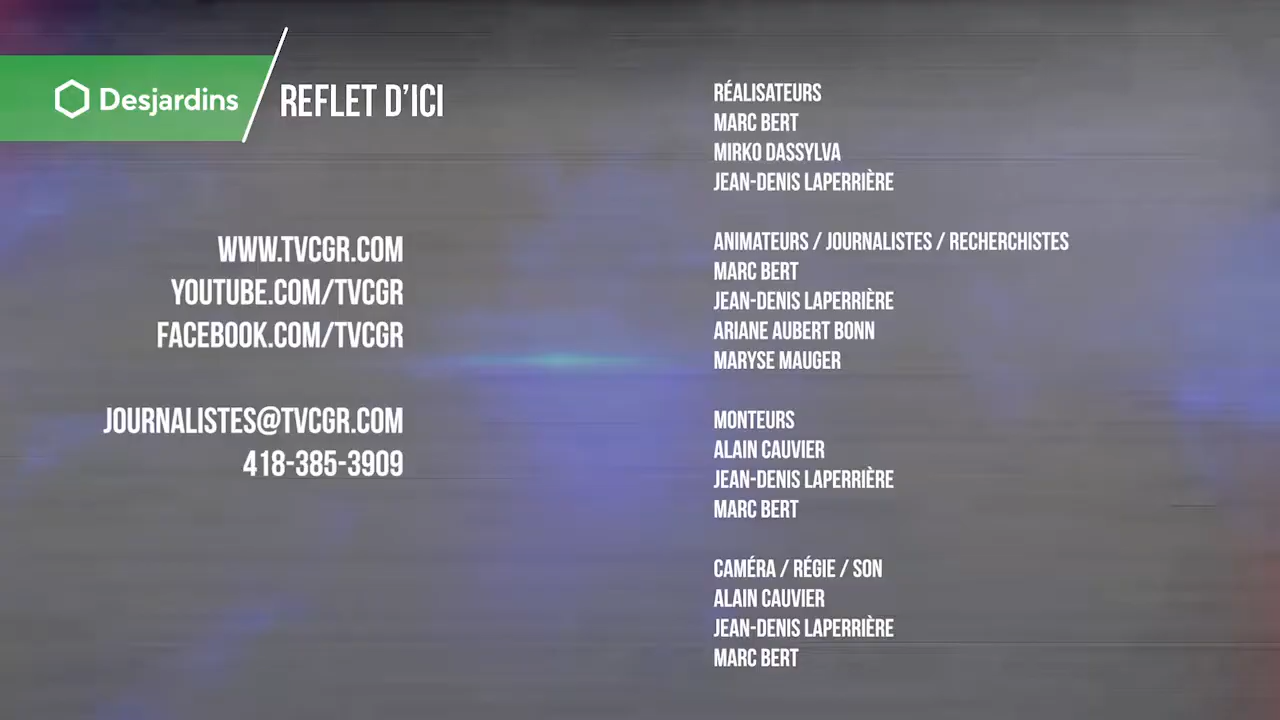 Desjardins
REFLET D'ICI
WWW.TVCGR.COM
YOUTUBE.COM/TVCGR
FACEBOOK.COM/TVCGR
JOURNALISTES@TVCGR.COM
418-385-3909
RÉALISATEURS
MARC BERT
MIRKO DASSYLVA
JEAN-DENIS LAPERRIÈRE
ANIMATEURS / JOURNALISTES / RECHERCHISTES
MARC BERT
JEAN-DENIS LAPERRIÈRE
ARIANE AUBERT BONN
MARYSE MAUGER
MONTEURS
ALAIN CAUVIER
JEAN-DENIS LAPERRIÈRE
MARC BERT
CAMÉRA / RÉGIE / SON
ALAIN CAUVIER
JEAN-DENIS LAPERRIÈRE
MARC BERT